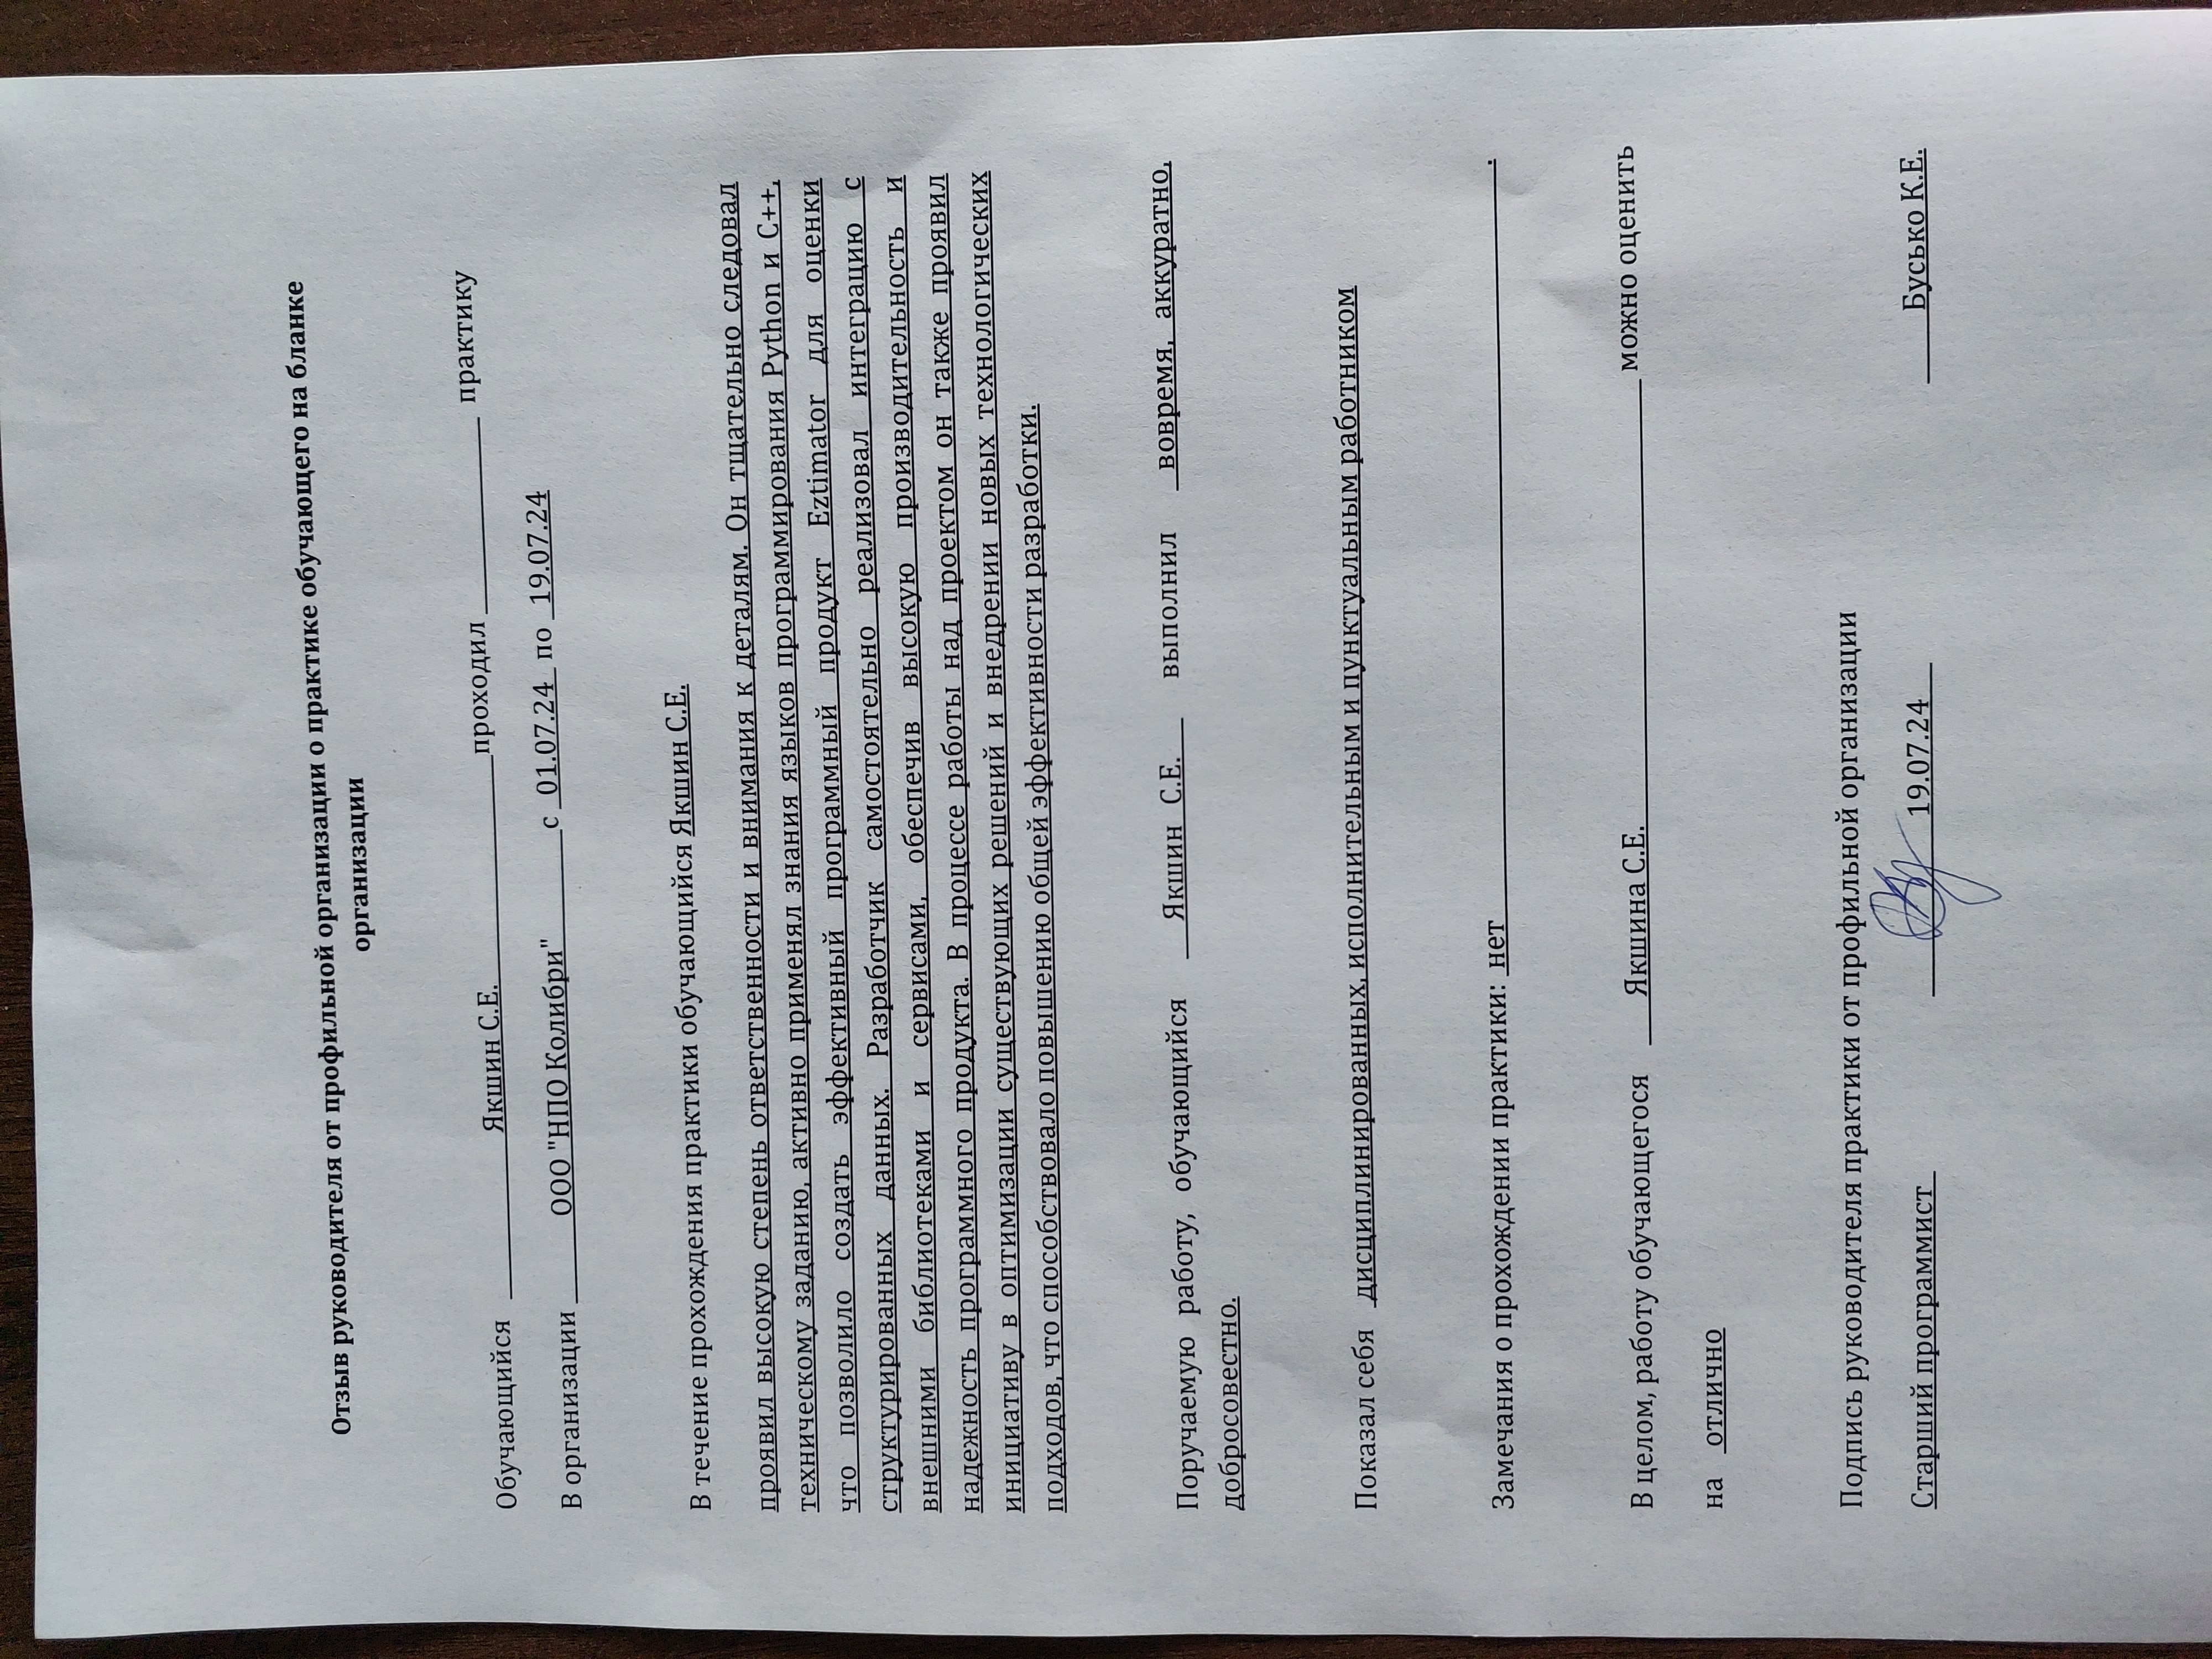 Отзыв руководителя от профильной организации о практике обучающего на бланке
организации
Обучающийся Якшин С.Е. проходил практику
В организации ООО "НПО Колибри" с 01.07.24 по 19.07.24
В течение прохождения практики обучающийся Якшин С.Е.
проявил высокую степень ответственности и внимания к деталям. Он тщательно следовал
техническому заданию, активно применял знания языков программирования Python и C++,
что позволило создать эффективный программный продукт Eztimator для оценки
структурированных данных. Разработчик самостоятельно реализовал интеграцию с
внешними библиотеками и сервисами, обеспечив высокую производительность и
надежность программного продукта. В процессе работы над проектом он также проявил
инициативу в оптимизации существующих решений и внедрении новых технологических
подходов, что способствовало повышению общей эффективности разработки.
Поручаемую работу, обучающийся Якшин С.Е. выполнил вовремя, аккуратно,
добросовестно.
Показал себя дисциплинированных, исполнительным и пунктуальным работником
Замечания о прохождении практики: нет .
В целом, работу обучающегося Якшина С.Е. можно оценить
на отлично
Подпись руководителя практики от профильной организации
Старший программист 19.07.24 Бусько К.Е.